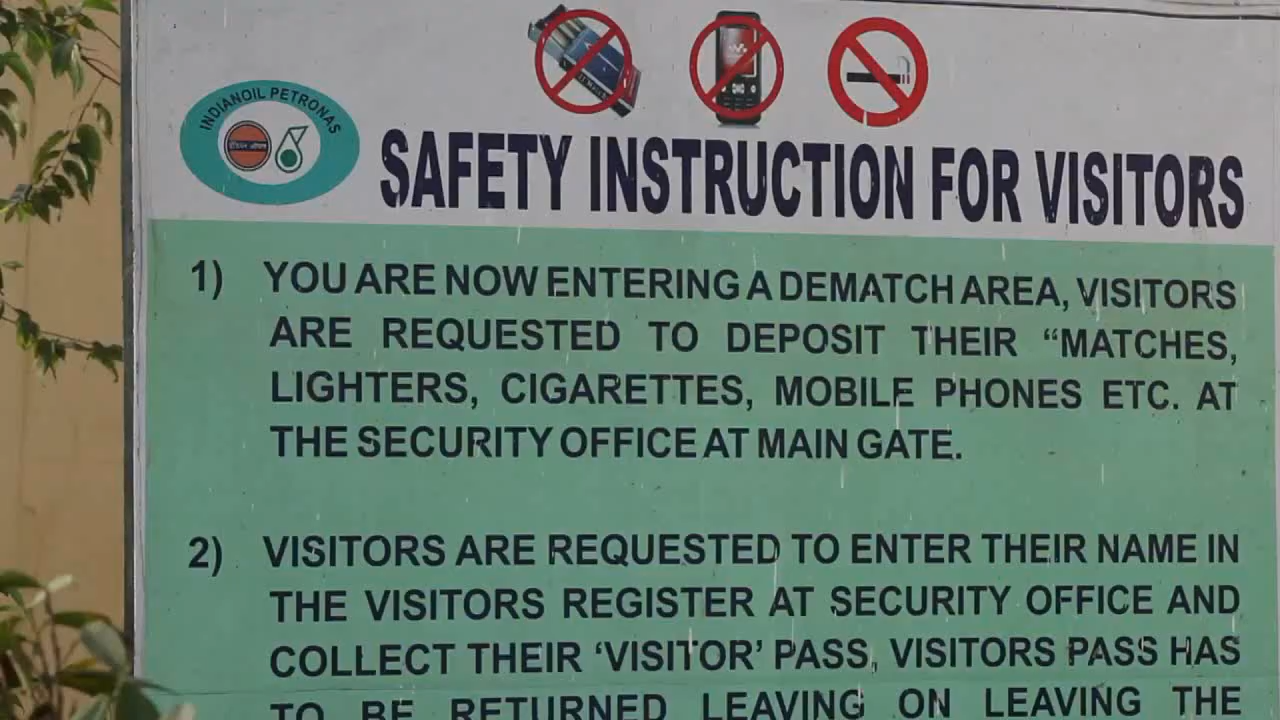 INDIANOIL PETRONAS
इंडियन ऑयल
SAFETY INSTRUCTION FOR VISITORS
1) YOU ARE NOW ENTERING A DEMATCH AREA, VISITORS
ARE REQUESTED TO DEPOSIT THEIR “MATCHES,
LIGHTERS, CIGARETTES, MOBILE PHONES ETC. AT
THE SECURITY OFFICE AT MAIN GATE.
2) VISITORS ARE REQUESTED TO ENTER THEIR NAME IN
THE VISITORS REGISTER AT SECURITY OFFICE AND
COLLECT THEIR ‘VISITOR’ PASS, VISITORS PASS HAS
TO BE RETURNED LEAVING ON LEAVING THE